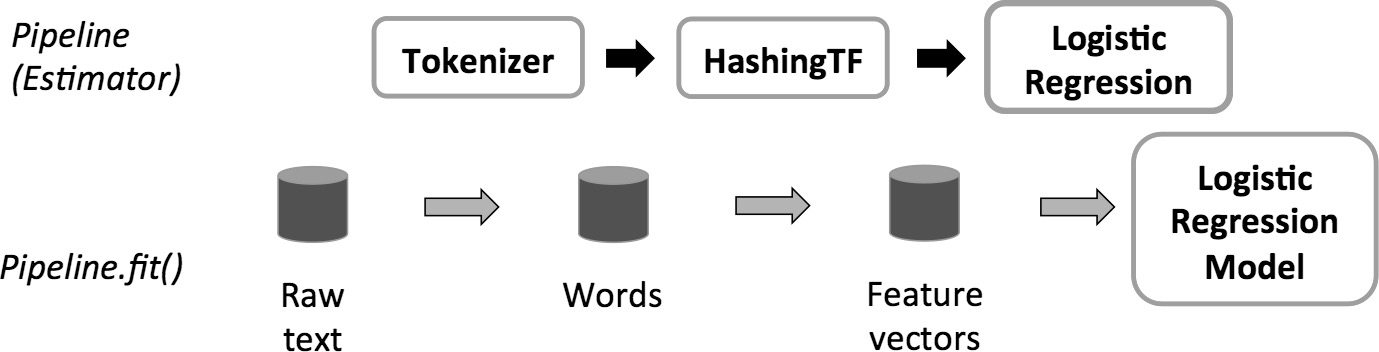 Pipeline
(Estimator)
Tokenizer
HashingTF
Logistic
Regression
Pipeline.fit()
Raw
text
Words
Feature
vectors
Logistic
Regression
Model